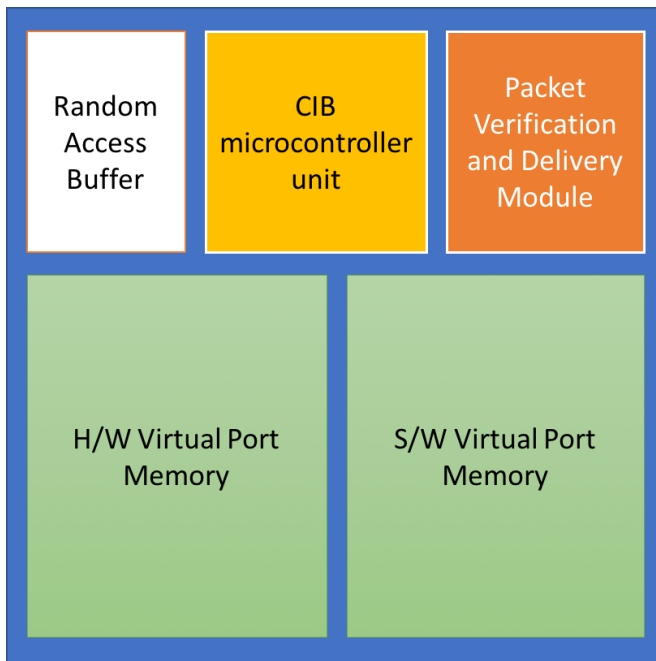 Random
Access
Buffer
CIB
microcontroller
unit
Packet
Verification
and Delivery
Module
H/W Virtual Port
Memory
S/W Virtual Port
Memory